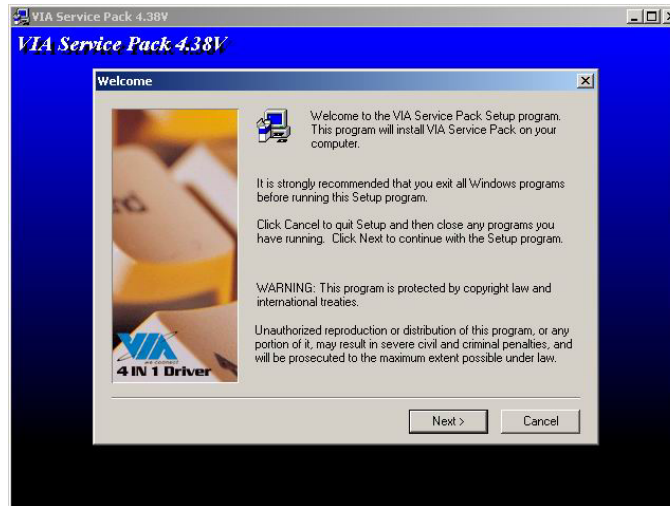 VIA Service Pack 4.38V
VIA Service Pack 4.38V
Welcome
Welcome to the VIA Service Pack Setup program.
This program will install VIA Service Pack on your
computer.
It is strongly recommended that you exit all Windows programs
before running this Setup program.
Click Cancel to quit Setup and then close any programs you
have running. Click Next to continue with the Setup program.
WARNING: This program is protected by copyright law and
international treaties.
Unauthorized reproduction or distribution of this program, or any
portion of it, may result in severe civil and criminal penalties, and
will be prosecuted to the maximum extent possible under law.
VIA
we connect
4 IN 1 Driver
Next >
Cancel